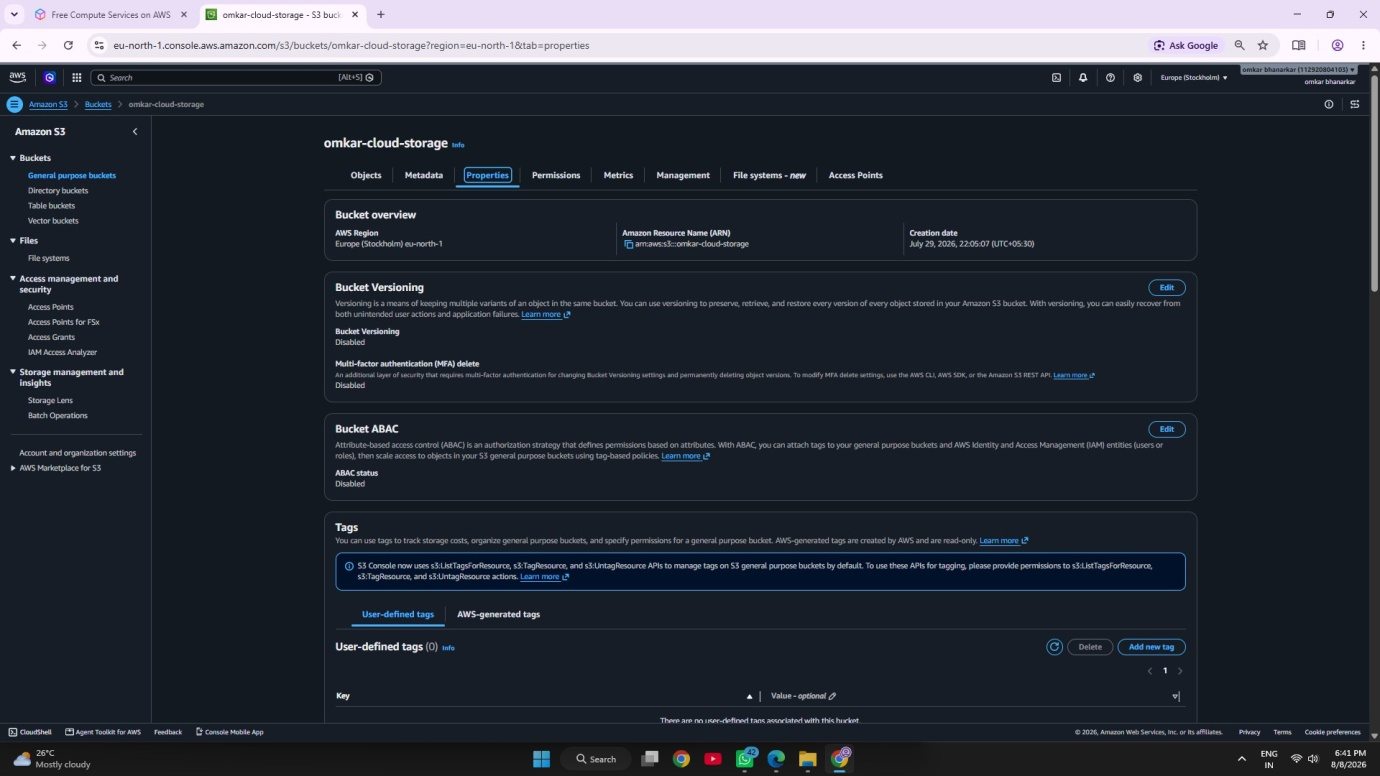 Free Compute Services on AWS
omkar-cloud-storage - S3 buck
eu-north-1.console.aws.amazon.com/s3/buckets/omkar-cloud-storage?region=eu-north-1&tab=properties
Ask Google
aws
Search
[Alt+S]
Europe (Stockholm) ▼
omkar bhanarkar (112920804103) ▼
omkar bhanarkar
Amazon S3 > Buckets > omkar-cloud-storage
Amazon S3
Buckets
General purpose buckets
Directory buckets
Table buckets
Vector buckets
Files
File systems
Access management and
security
Access Points
Access Points for FSx
Access Grants
IAM Access Analyzer
Storage management and
insights
Storage Lens
Batch Operations
Account and organization settings
AWS Marketplace for S3
omkar-cloud-storage Info
Objects
Metadata
Properties
Permissions
Metrics
Management
File systems - new
Access Points
Bucket overview
AWS Region
Europe (Stockholm) eu-north-1
Amazon Resource Name (ARN)
arn:aws:s3:::omkar-cloud-storage
Creation date
July 29, 2026, 22:05:07 (UTC+05:30)
Bucket Versioning
Edit
Versioning is a means of keeping multiple variants of an object in the same bucket. You can use versioning to preserve, retrieve, and restore every version of every object stored in your Amazon S3 bucket. With versioning, you can easily recover from
both unintended user actions and application failures. Learn more
Bucket Versioning
Disabled
Multi-factor authentication (MFA) delete
An additional layer of security that requires multi-factor authentication for changing Bucket Versioning settings and permanently deleting object versions. To modify MFA delete settings, use the AWS CLI, AWS SDK, or the Amazon S3 REST API. Learn more
Disabled
Bucket ABAC
Edit
Attribute-based access control (ABAC) is an authorization strategy that defines permissions based on attributes. With ABAC, you can attach tags to your general purpose buckets and AWS Identity and Access Management (IAM) entities (users or
roles), then scale access to objects in your S3 general purpose buckets using tag-based policies. Learn more
ABAC status
Disabled
Tags
You can use tags to track storage costs, organize general purpose buckets, and specify permissions for a general purpose bucket. AWS-generated tags are created by AWS and are read-only. Learn more
S3 Console now uses s3:ListTagsForResource, s3:TagResource, and s3:UntagResource APIs to manage tags on S3 general purpose buckets by default. To use these APIs for tagging, please provide permissions to s3:ListTagsForResource,
s3:TagResource, and s3:UntagResource actions. Learn more
User-defined tags
AWS-generated tags
User-defined tags (0) Info
Delete
Add new tag
1
Key
Value - optional
There are no user-defined tags associated with this bucket.
CloudShell
Agent Toolkit for AWS
Feedback
Console Mobile App
© 2026, Amazon Web Services, Inc. or its affiliates.
Privacy
Terms
Cookie preferences
26°C
Mostly cloudy
Search
42
ENG
IN
6:41 PM
8/8/2026